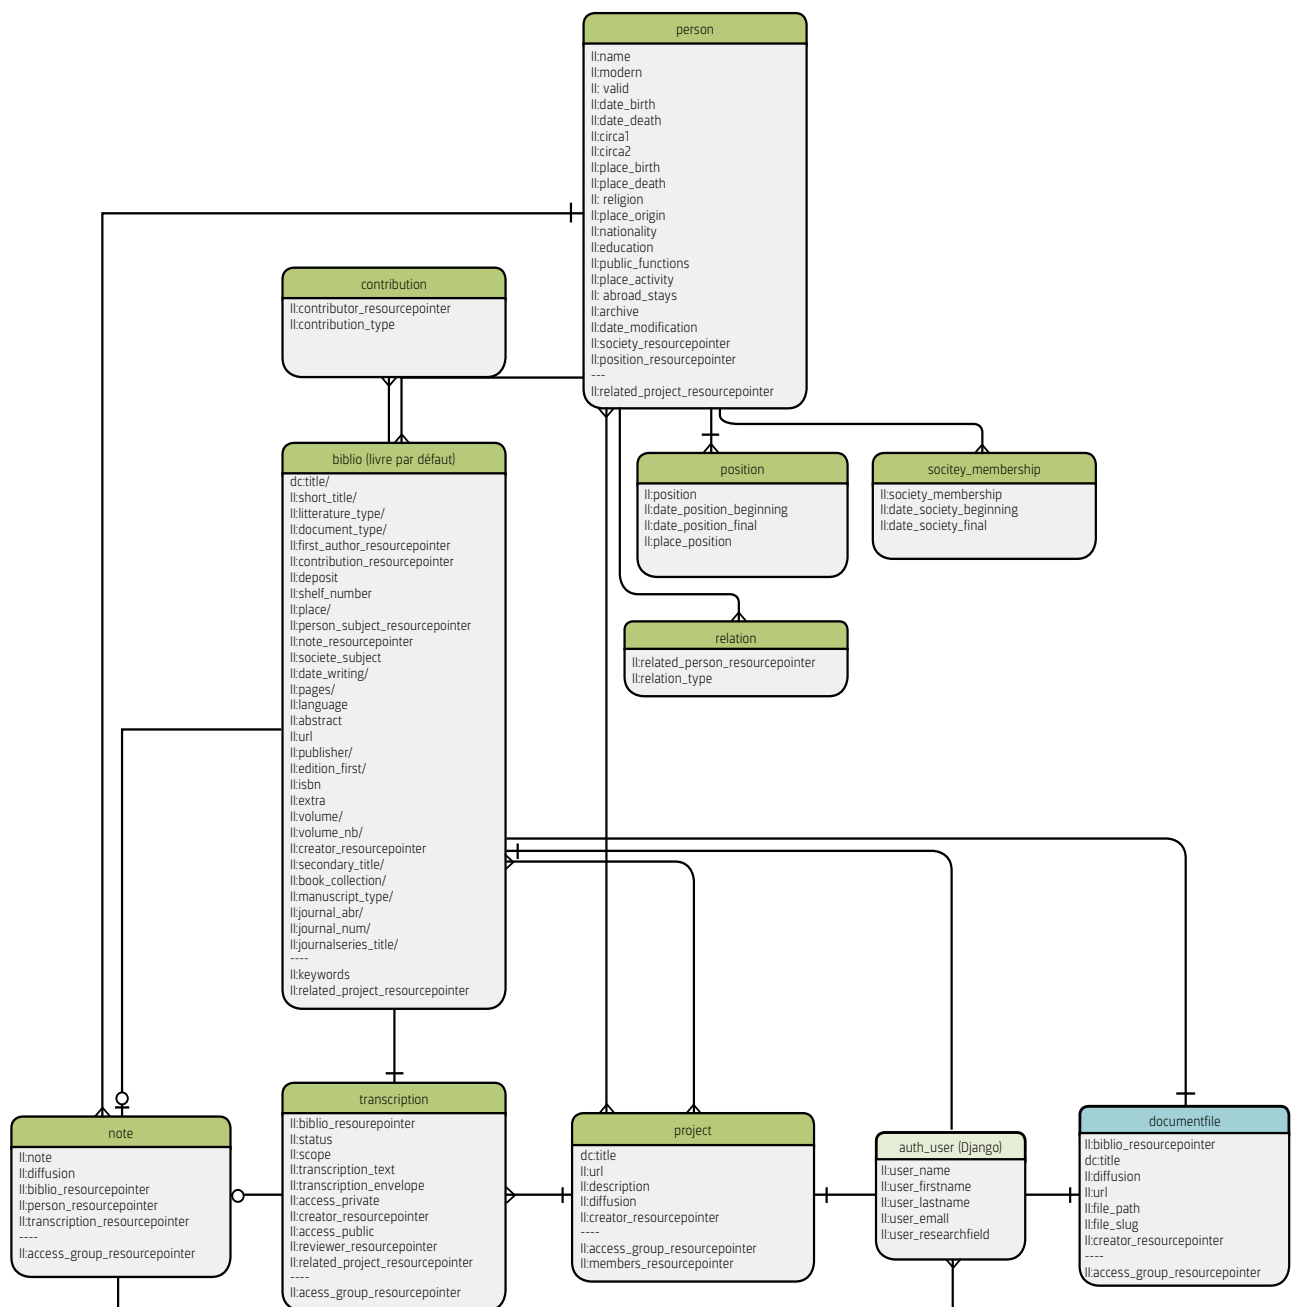 person
ll:name
ll:modern
ll: valid
ll:date_birth
ll:date_death
ll:circa1
ll:circa2
ll:place_birth
ll:place_death
ll: religion
ll:place_origin
ll:nationality
ll:education
ll:public_functions
ll:place_activity
ll: abroad_stays
ll:archive
ll:date_modification
ll:society_resourcepointer
ll:position_resourcepointer
---
ll:related_project_resourcepointer
contribution
ll:contributor_resourcepointer
ll:contribution_type
biblio (livre par défaut)
dc:title/
ll:short_title/
ll:litterature_type/
ll:document_type/
ll:first_author_resourcepointer
ll:contribution_resourcepointer
ll:deposit
ll:shelf_number
ll:place/
ll:person_subject_resourcepointer
ll:note_resourcepointer
ll:societe_subject
ll:date_writing/
ll:pages/
ll:language
ll:abstract
ll:url
ll:publisher/
ll:edition_first/
ll:isbn
ll:extra
ll:volume/
ll:volume_nb/
ll:creator_resourcepointer
ll:secondary_title/
ll:book_collection/
ll:manuscript_type/
ll:journal_abr/
ll:journal_num/
ll:journalseries_title/
----
ll:keywords
ll:related_project_resourcepointer
position
ll:position
ll:date_position_beginning
ll:date_position_final
ll:place_position
socitey_membership
ll:society_membership
ll:date_society_beginning
ll:date_society_final
relation
ll:related_person_resourcepointer
ll:relation_type
note
ll:note
ll:diffusion
ll:biblio_resourcepointer
ll:person_resourcepointer
ll:transcription_resourcepointer
----
ll:access_group_resourcepointer
transcription
ll:biblio_resourepointer
ll:status
ll:scope
ll:transcription_text
ll:transcription_envelope
ll:access_private
ll:creator_resourcepointer
ll:access_public
ll:reviewer_resourcepointer
ll:related_project_resourcepointer
----
ll:acess_group_resourcepointer
project
dc:title
ll:url
ll:description
ll:diffusion
ll:creator_resourcepointer
----
ll:access_group_resourcepointer
ll:members_resourcepointer
auth_user (Django)
ll:user_name
ll:user_firstname
ll:user_lastname
ll:user_emall
ll:user_researchfield
documentfile
ll:biblio_resourcepointer
dc:title
ll:diffusion
ll:url
ll:file_path
ll:file_slug
ll:creator_resourcepointer
----
ll:access_group_resourcepointer